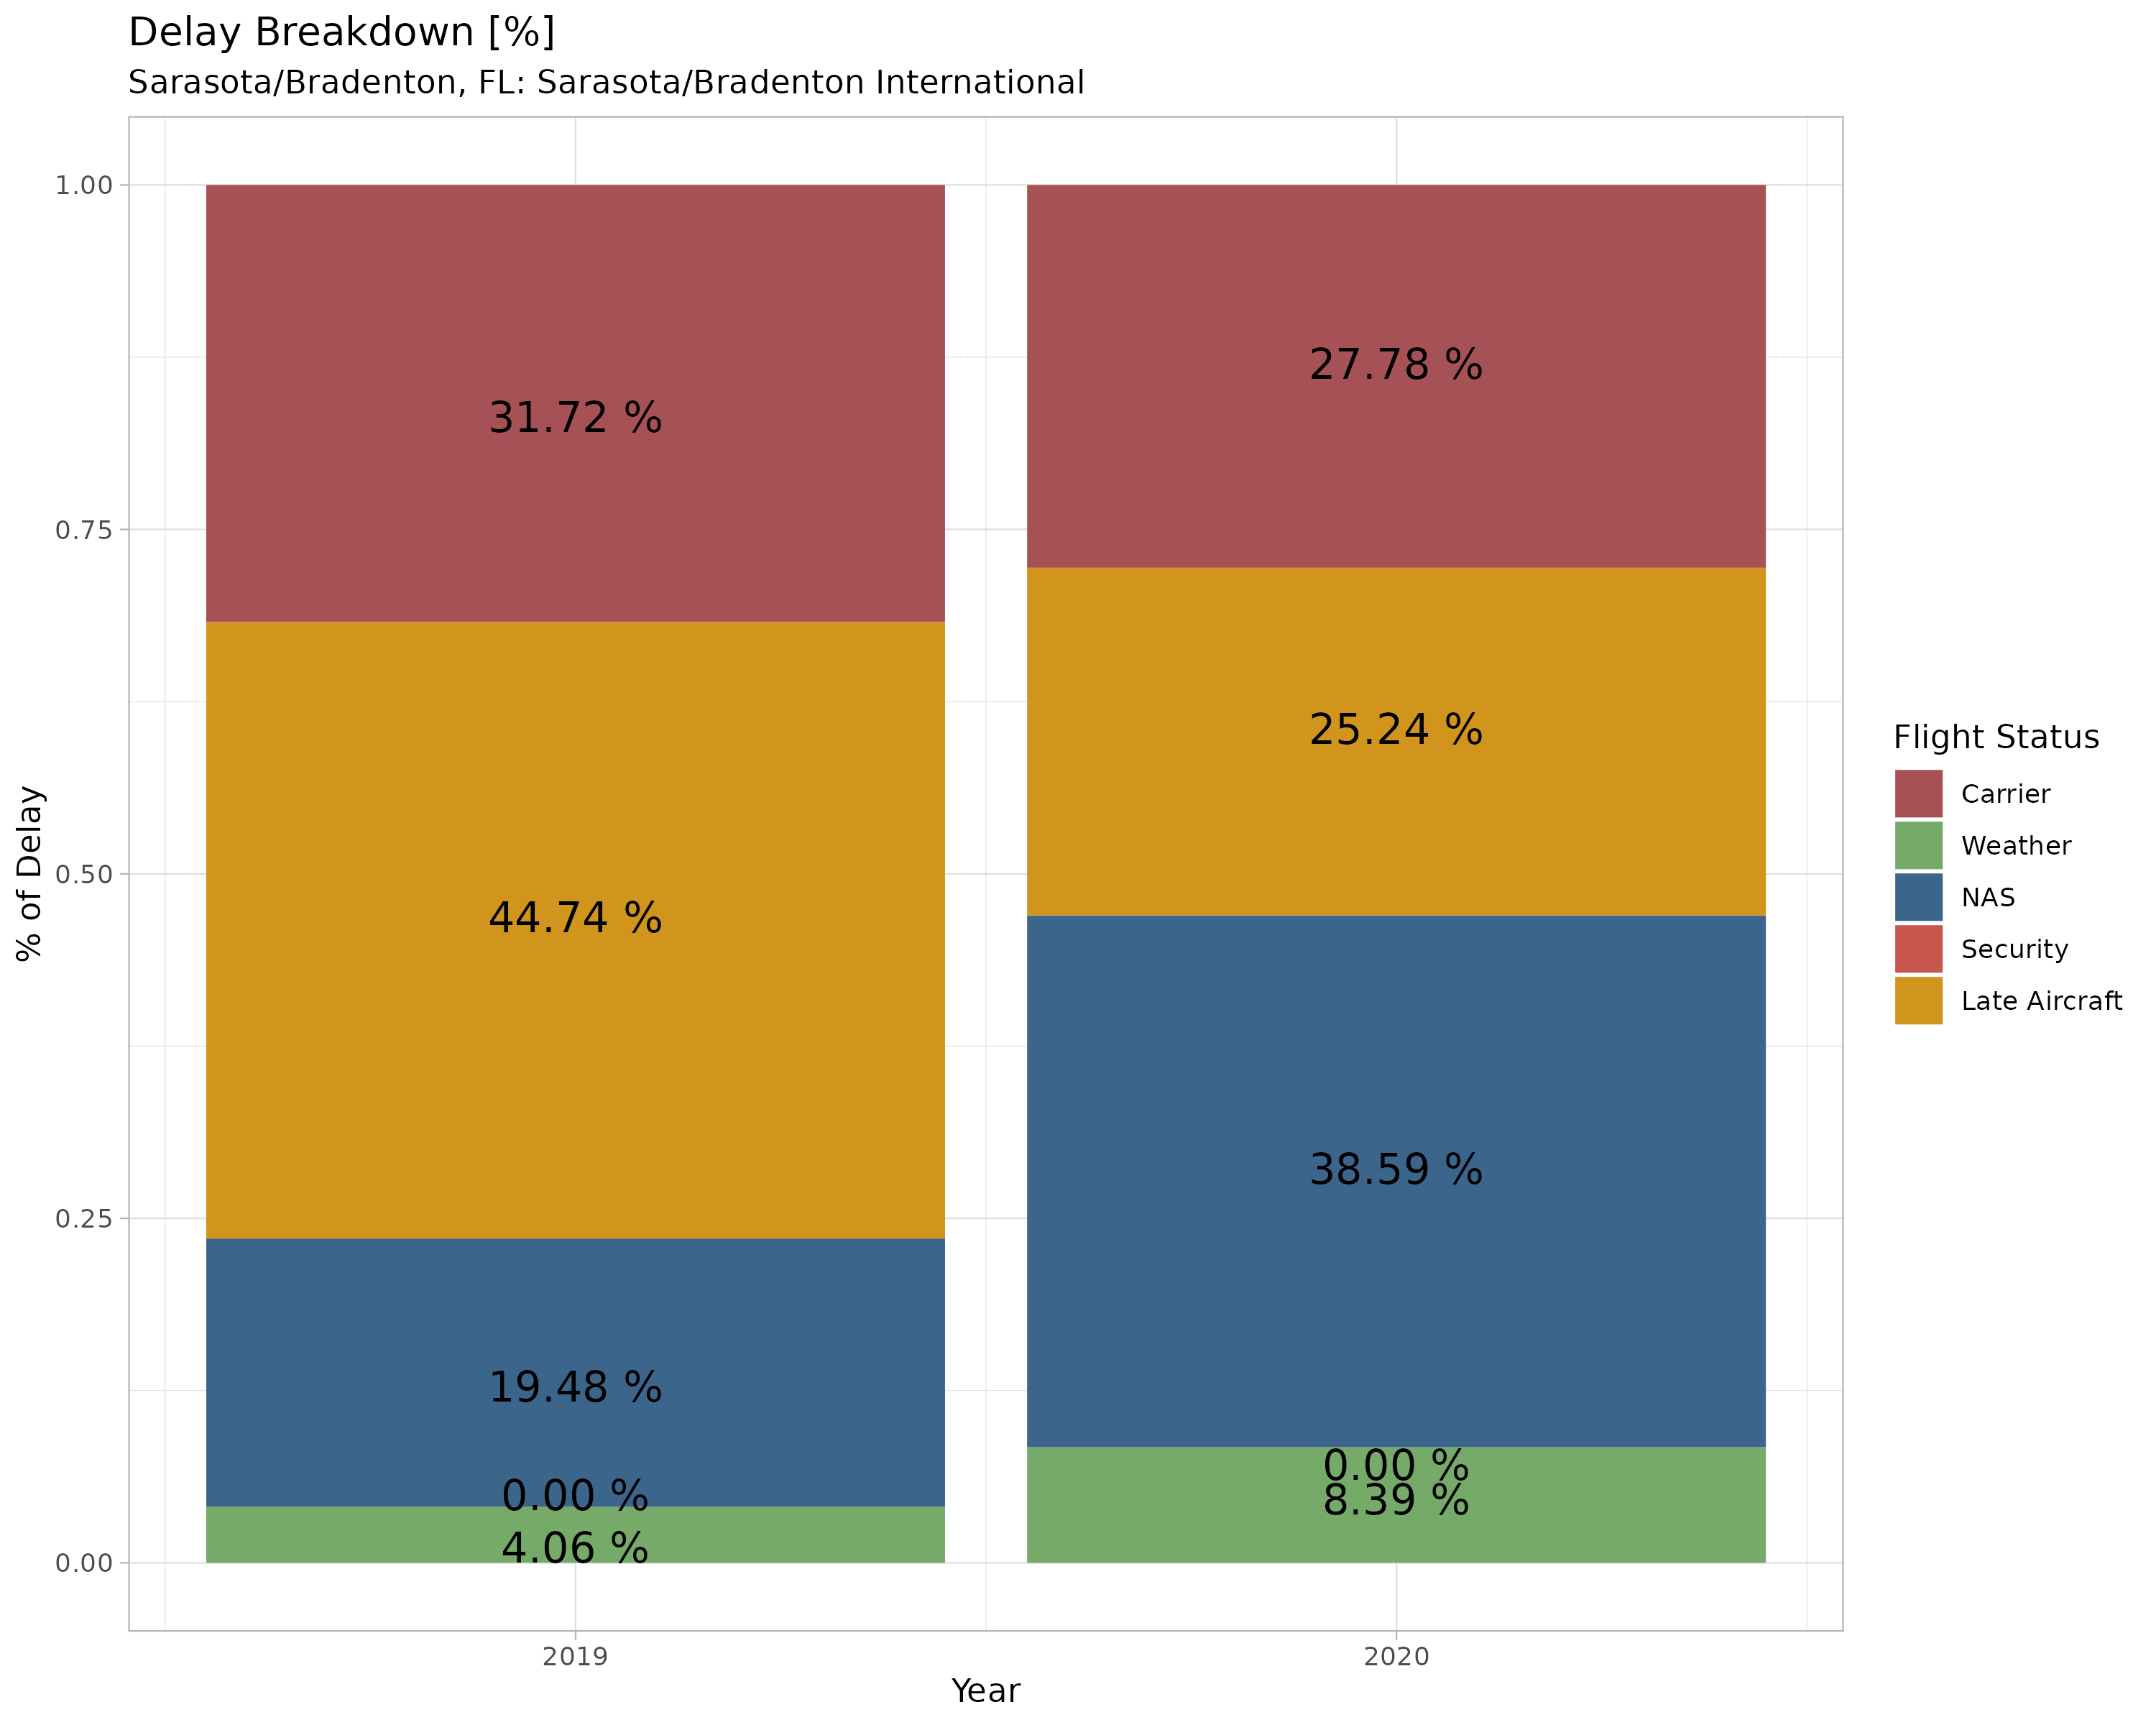 Delay Breakdown [%]
Sarasota/Bradenton, FL: Sarasota/Bradenton International
% of Delay
1.00
0.75
0.50
0.25
0.00
31.72 %
44.74 %
19.48 %
0.00 %
4.06 %
27.78 %
25.24 %
38.59 %
0.00 %
8.39 %
2019
2020
Year
Flight Status
Carrier
Weather
NAS
Security
Late Aircraft